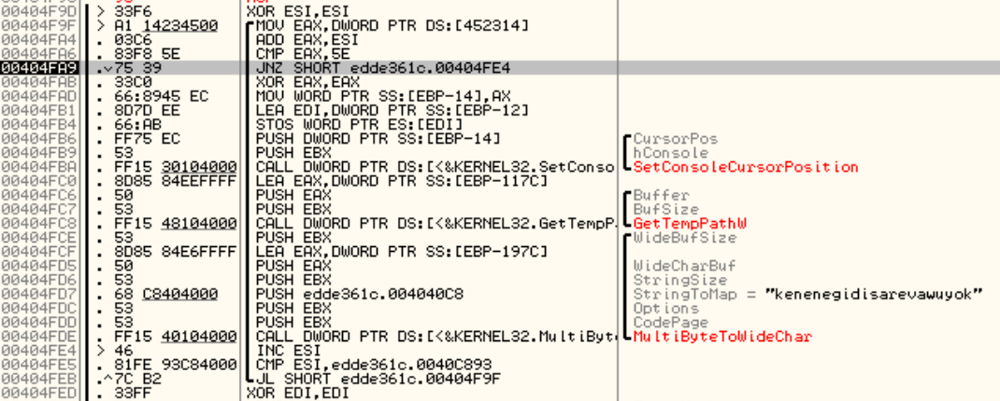 00404F9D > 33F6 XOR ESI,ESI
00404F9F > A1 14234500 MOV EAX,DWORD PTR DS:[452314]
00404FA4 . 03C6 ADD EAX,ESI
00404FA6 . 83F8 5E CMP EAX,5E
00404FA9 .v75 39 JNZ SHORT edde361c.00404FE4
00404FAB . 33C0 XOR EAX,EAX
00404FAD . 66:8945 EC MOV WORD PTR SS:[EBP-14],AX
00404FB1 . 8D7D EE LEA EDI,DWORD PTR SS:[EBP-12]
00404FB4 . 66:AB STOS WORD PTR ES:[EDI]
00404FB6 . FF75 EC PUSH DWORD PTR SS:[EBP-14] CursorPos
00404FB9 . 53 PUSH EBX hConsole
00404FBA . FF15 30104000 CALL DWORD PTR DS:[<&KERNEL32.SetConso SetConsoleCursorPosition
00404FC0 . 8D85 84EEFFFF LEA EAX,DWORD PTR SS:[EBP-117C]
00404FC6 . 50 PUSH EAX Buffer
00404FC7 . 53 PUSH EBX BufSize
00404FC8 . FF15 48104000 CALL DWORD PTR DS:[<&KERNEL32.GetTempP GetTempPathW
00404FCE . 53 PUSH EBX WideBufSize
00404FCF . 8D85 84E6FFFF LEA EAX,DWORD PTR SS:[EBP-197C]
00404FD5 . 50 PUSH EAX WideCharBuf
00404FD6 . 53 PUSH EBX StringSize
00404FD7 . 68 C8404000 PUSH edde361c.004040C8 StringToMap = "kenenegidisarevawuyok"
00404FDC . 53 PUSH EBX Options
00404FDD . 53 PUSH EBX CodePage
00404FDE . FF15 40104000 CALL DWORD PTR DS:[<&KERNEL32.MultiByt MultiByteToWideChar
00404FE4 > 46 INC ESI
00404FE5 . 81FE 93C84000 CMP ESI,edde361c.0040C893
00404FEB .^7C B2 JL SHORT edde361c.00404F9F
00404FED . 33FF XOR EDI,EDI